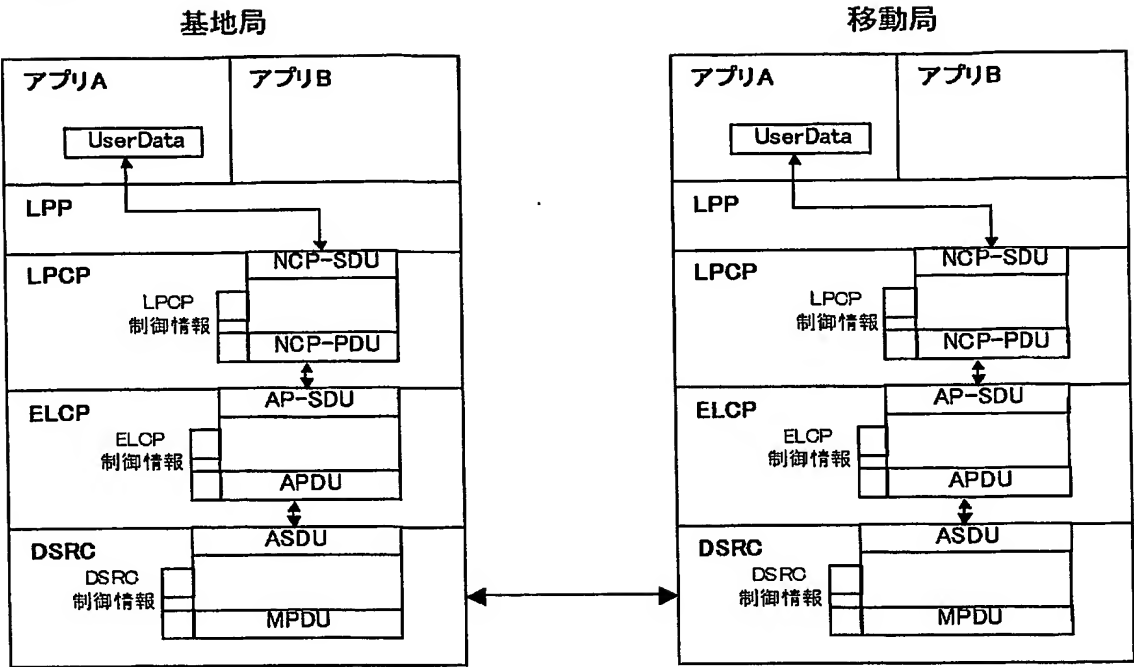 基地局
アプリA
アプリB
UserData
LPP
LPCP
NCP-SDU
LPCP
制御情報
NCP-PDU
ELCP
AP-SDU
ELCP
制御情報
APDU
DSRC
ASDU
DSRC
制御情報
MPDU
移動局
アプリA
アプリB
UserData
LPP
LPCP
NCP-SDU
LPCP
制御情報
NCP-PDU
ELCP
AP-SDU
ELCP
制御情報
APDU
DSRC
ASDU
DSRC
制御情報
MPDU